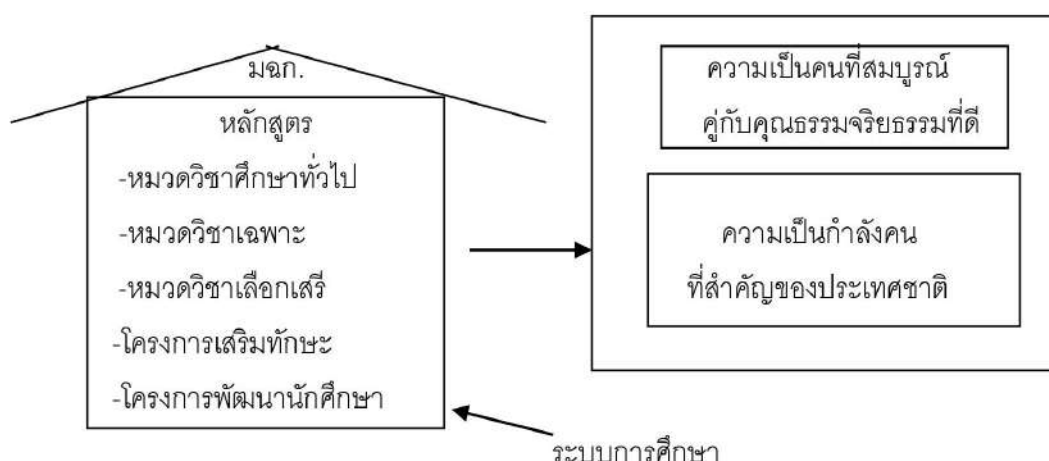 มฉก.
หลักสูตร
-หมวดวิชาศึกษาทั่วไป
-หมวดวิชาเฉพาะ
-หมวดวิชาเลือกเสรี
-โครงการเสริมทักษะ
-โครงการพัฒนานักศึกษา
ระบบการศึกษา
ความเป็นคนที่สมบูรณ์
คู่กับคุณธรรมจริยธรรมที่ดี
ความเป็นกำลังคน
ที่สำคัญของประเทศชาติ